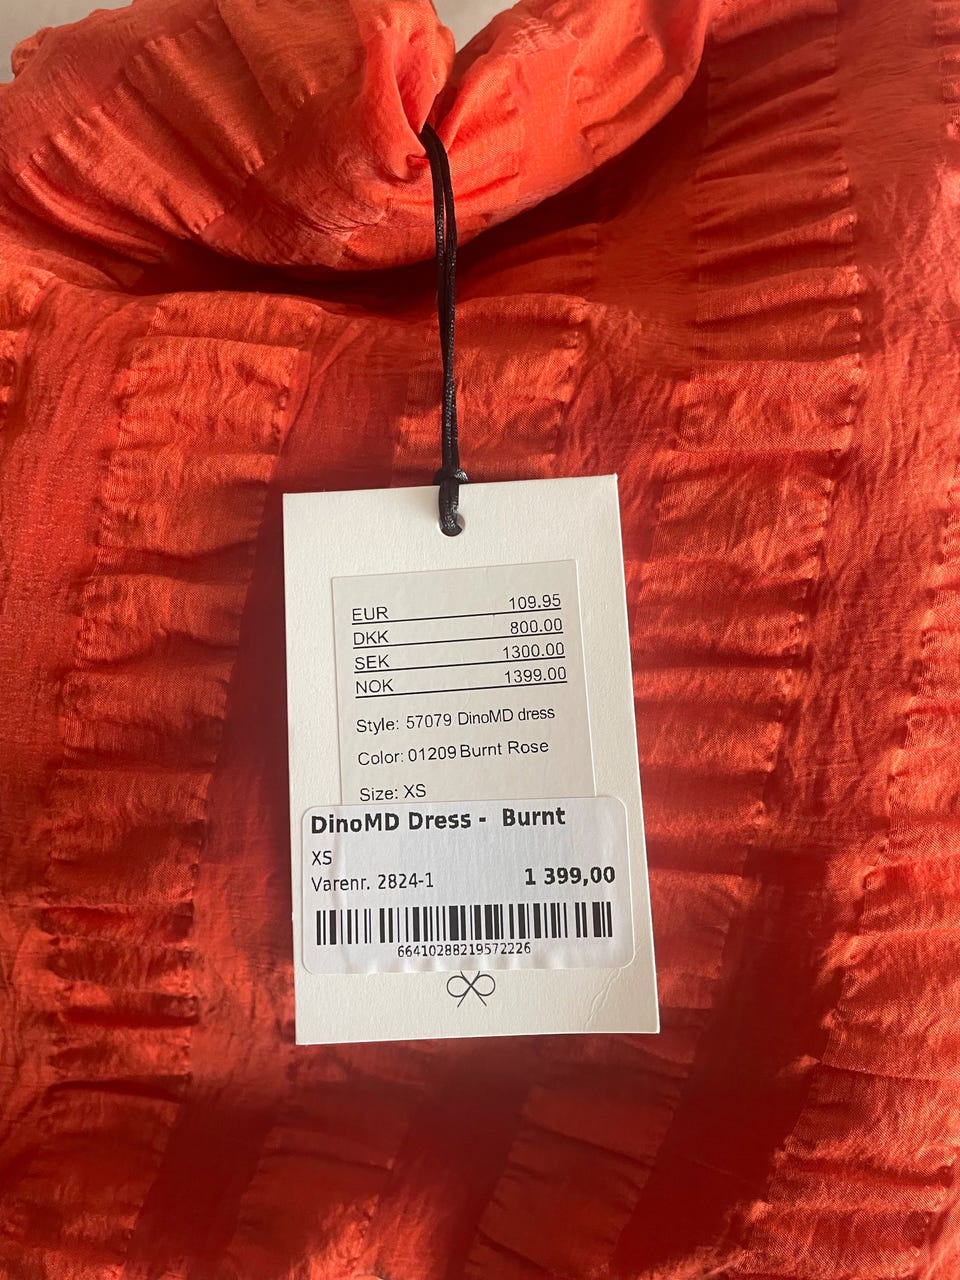 EUR 109.95
DKK 800.00
SEK 1300.00
NOK 1399.00
Style: 57079 DinoMD dress
Color: 01209 Burnt Rose
Size: XS
DinoMD Dress - Burnt
XS
Varenr. 2824-1 1 399,00
66410288219572226